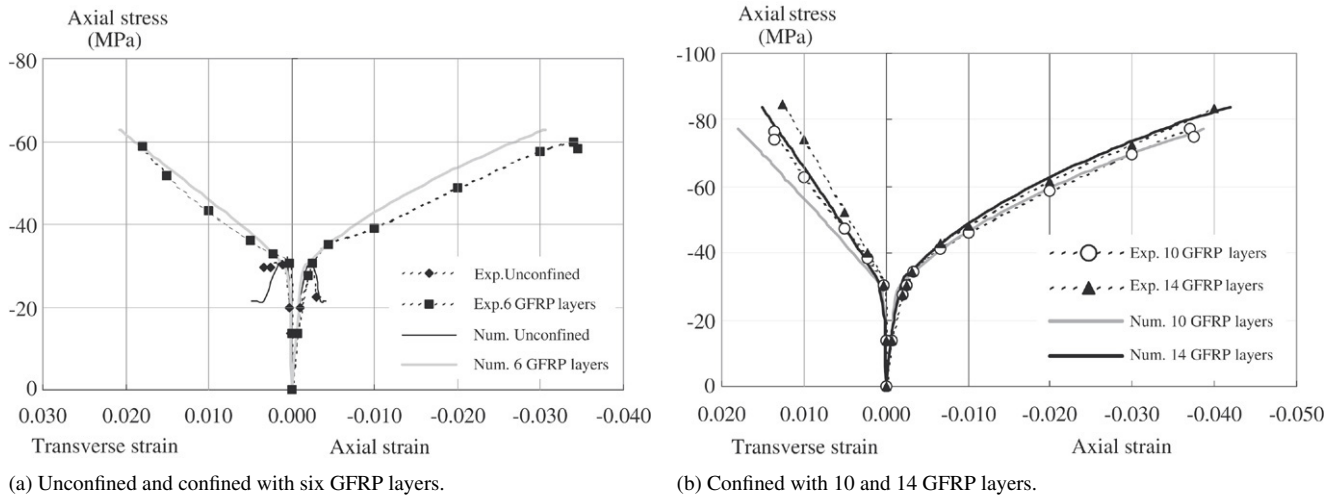 Axial stress
(MPa)
-80
-60
-40
-20
0
Exp.Unconfined
Exp.6 GFRP layers
Num. Unconfined
Num. 6 GFRP layers
0.030 0.020 0.010 0.000 -0.010 -0.020 -0.030 -0.040
Transverse strain Axial strain
(a) Unconfined and confined with six GFRP layers.
Axial stress
(MPa)
-100
-80
-60
-40
-20
0
Exp. 10 GFRP layers
Exp. 14 GFRP layers
Num. 10 GFRP layers
Num. 14 GFRP layers
0.020 0.010 0.000 -0.010 -0.020 -0.030 -0.040 -0.050
Transverse strain Axial strain
(b) Confined with 10 and 14 GFRP layers.